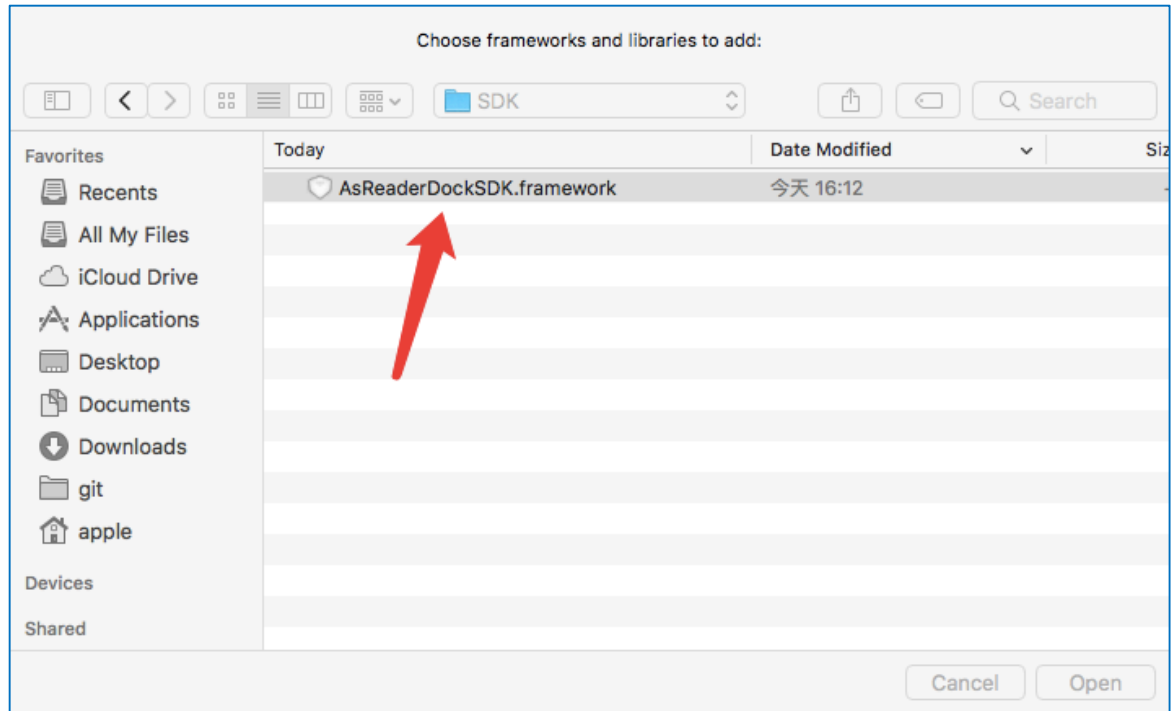 Choose frameworks and libraries to add:
SDK
Search
Favorites
Today
Date Modified
Siz
Recents
AsReaderDockSDK.framework
今天 16:12
All My Files
iCloud Drive
Applications
Desktop
Documents
Downloads
git
apple
Devices
Shared
Cancel
Open